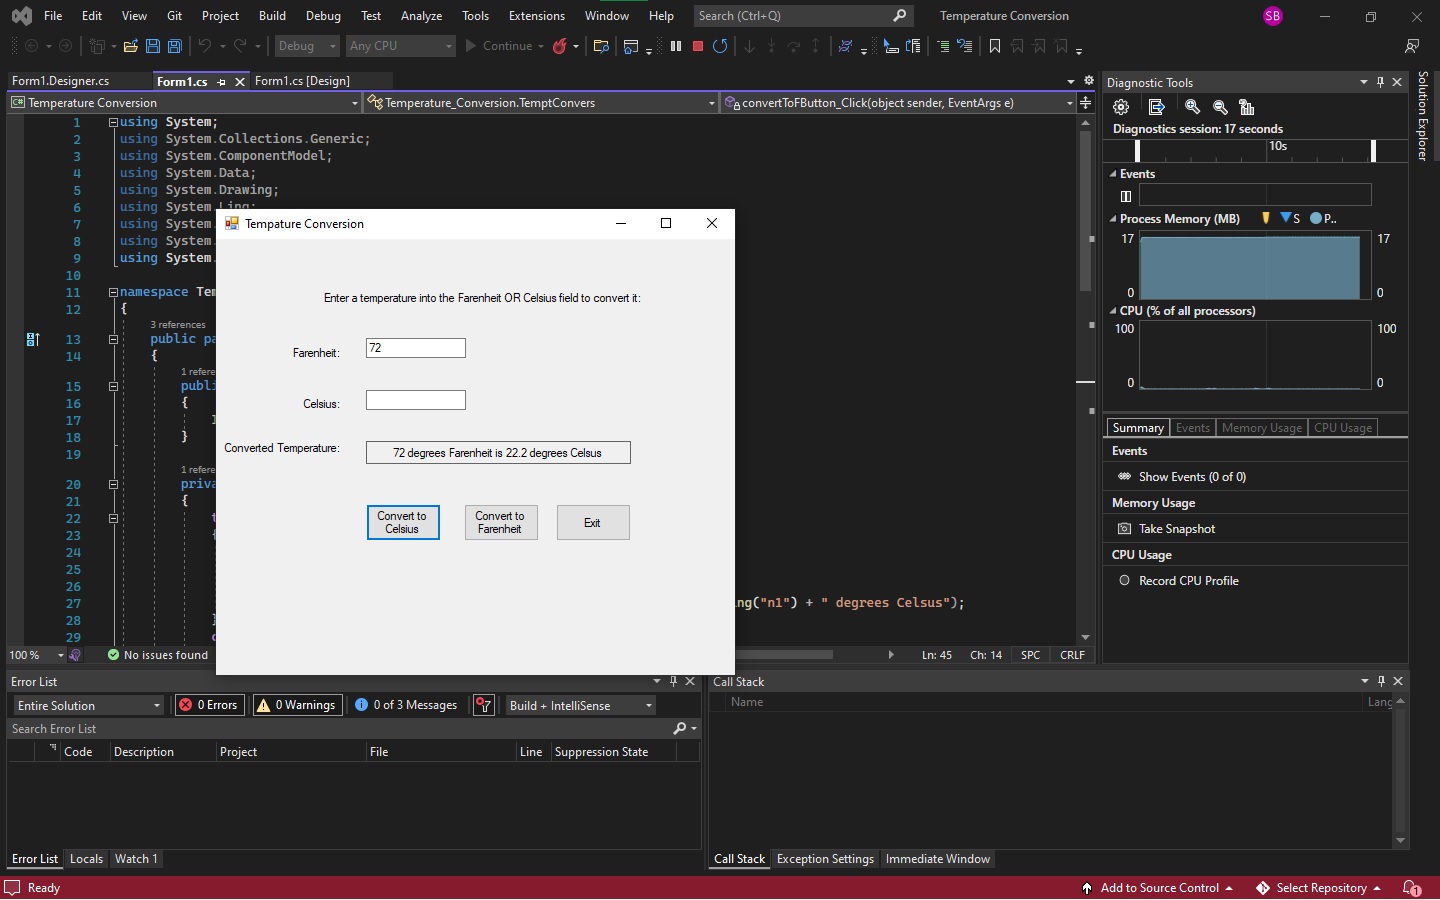 File Edit View Git Project Build Debug Test Analyze Tools Extensions Window Help Search (Ctrl+Q) Temperature Conversion SB
Debug Any CPU Continue
Form1.Designer.cs Form1.cs Form1.cs [Design]
C# Temperature Conversion Temperature_Conversion.TemptConvers convertToFButton_Click(object sender, EventArgs e)
1 using System;
2 using System.Collections.Generic;
3 using System.ComponentModel;
4 using System.Data;
5 using System.Drawing;
6 using System.Linq;
7 using System.
8 using System.
9 using System.
10
11 namespace Tem
12 {
3 references
13 public pa
14 {
1 refere
15 publi
16 {
17
18 }
19
1 refere
20 priva
21 {
22 t
23 {
24
25
26
27 ng("n1") + " degrees Celsus");
28 }
29
100 % No issues found Ln: 45 Ch: 14 SPC CRLF
Tempature Conversion
Enter a temperature into the Farenheit OR Celsius field to convert it:
Farenheit: 72
Celsius:
Converted Temperature: 72 degrees Farenheit is 22.2 degrees Celsus
Convert to Celsius
Convert to Farenheit
Exit
Diagnostic Tools
Diagnostics session: 17 seconds
10s
Events
Process Memory (MB) S P..
17 17
0 0
CPU (% of all processors)
100 100
0 0
Summary Events Memory Usage CPU Usage
Events
Show Events (0 of 0)
Memory Usage
Take Snapshot
CPU Usage
Record CPU Profile
Solution Explorer
Error List
Entire Solution 0 Errors 0 Warnings 0 of 3 Messages Build + IntelliSense
Search Error List
Code Description Project File Line Suppression State
Error List Locals Watch 1
Call Stack
Name Lang
Call Stack Exception Settings Immediate Window
Ready Add to Source Control Select Repository 1